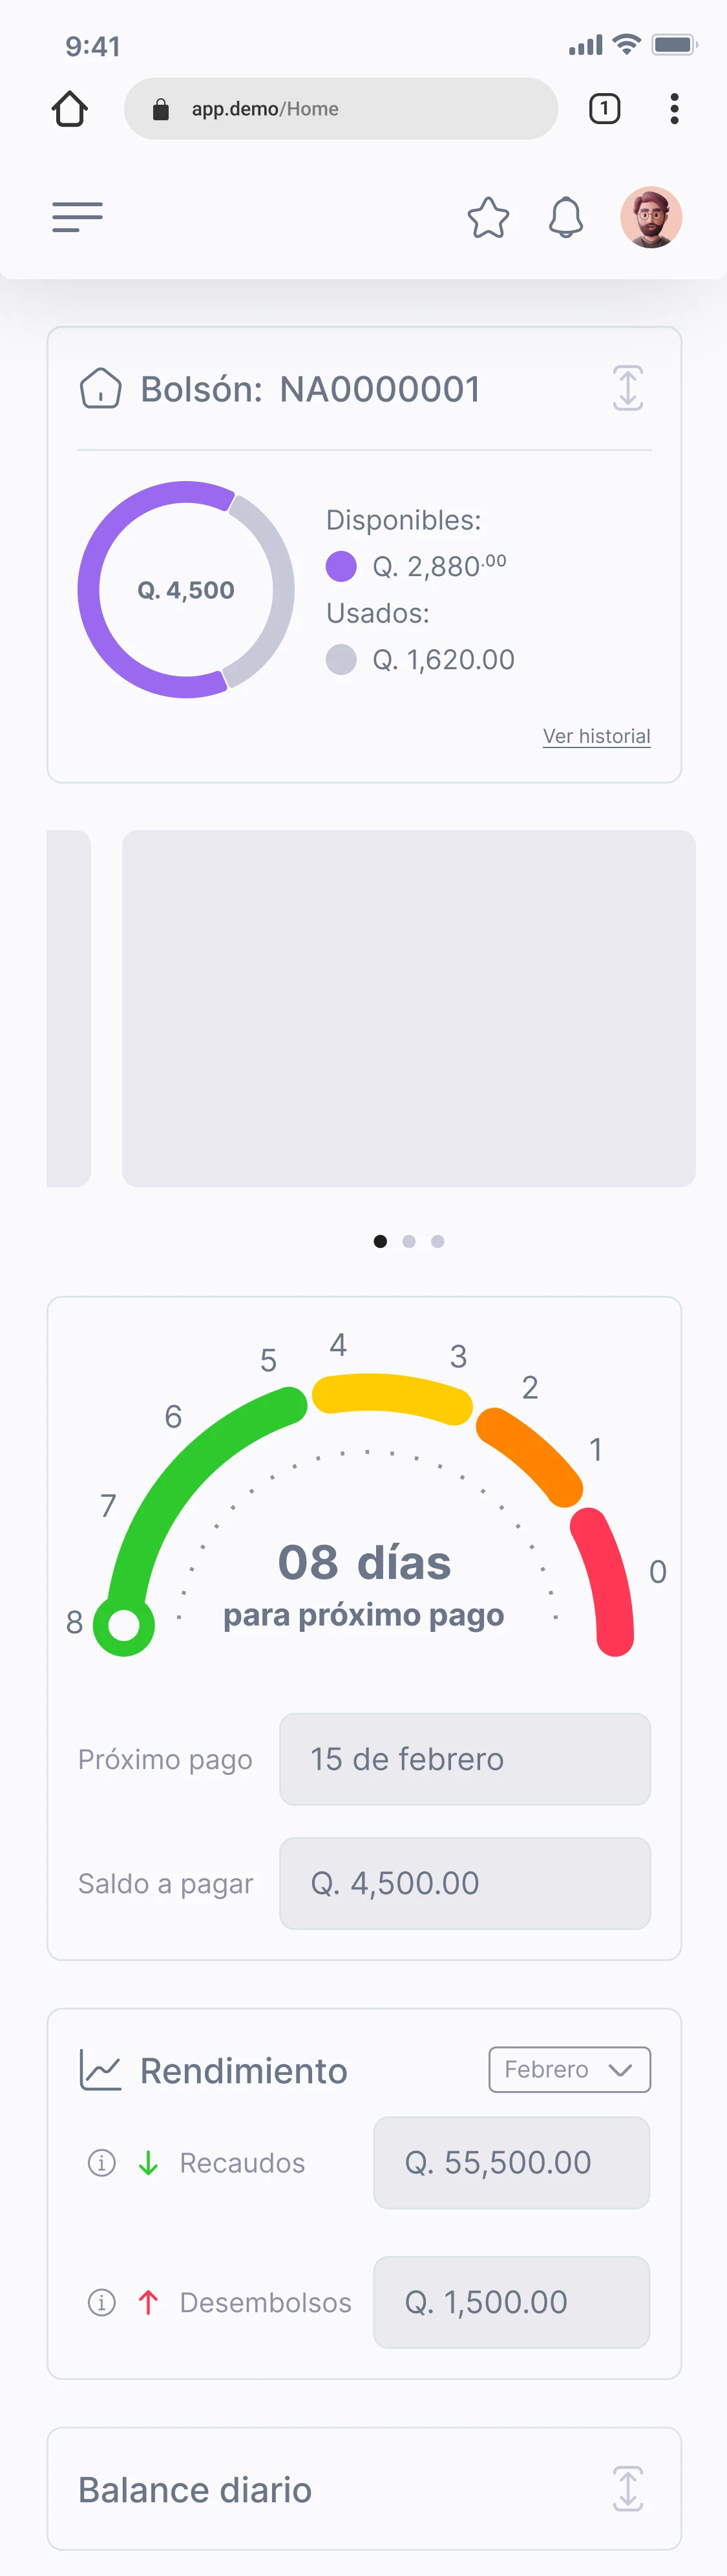 9:41
app.demo/Home
1
Bolsón: NA0000001
Q. 4,500
Disponibles:
Q. 2,880.00
Usados:
Q. 1,620.00
Ver historial
4
5
3
2
6
1
7
0
8
08 días
para próximo pago
Próximo pago
15 de febrero
Saldo a pagar
Q. 4,500.00
Rendimiento
Febrero
Recaudos
Q. 55,500.00
Desembolsos
Q. 1,500.00
Balance diario